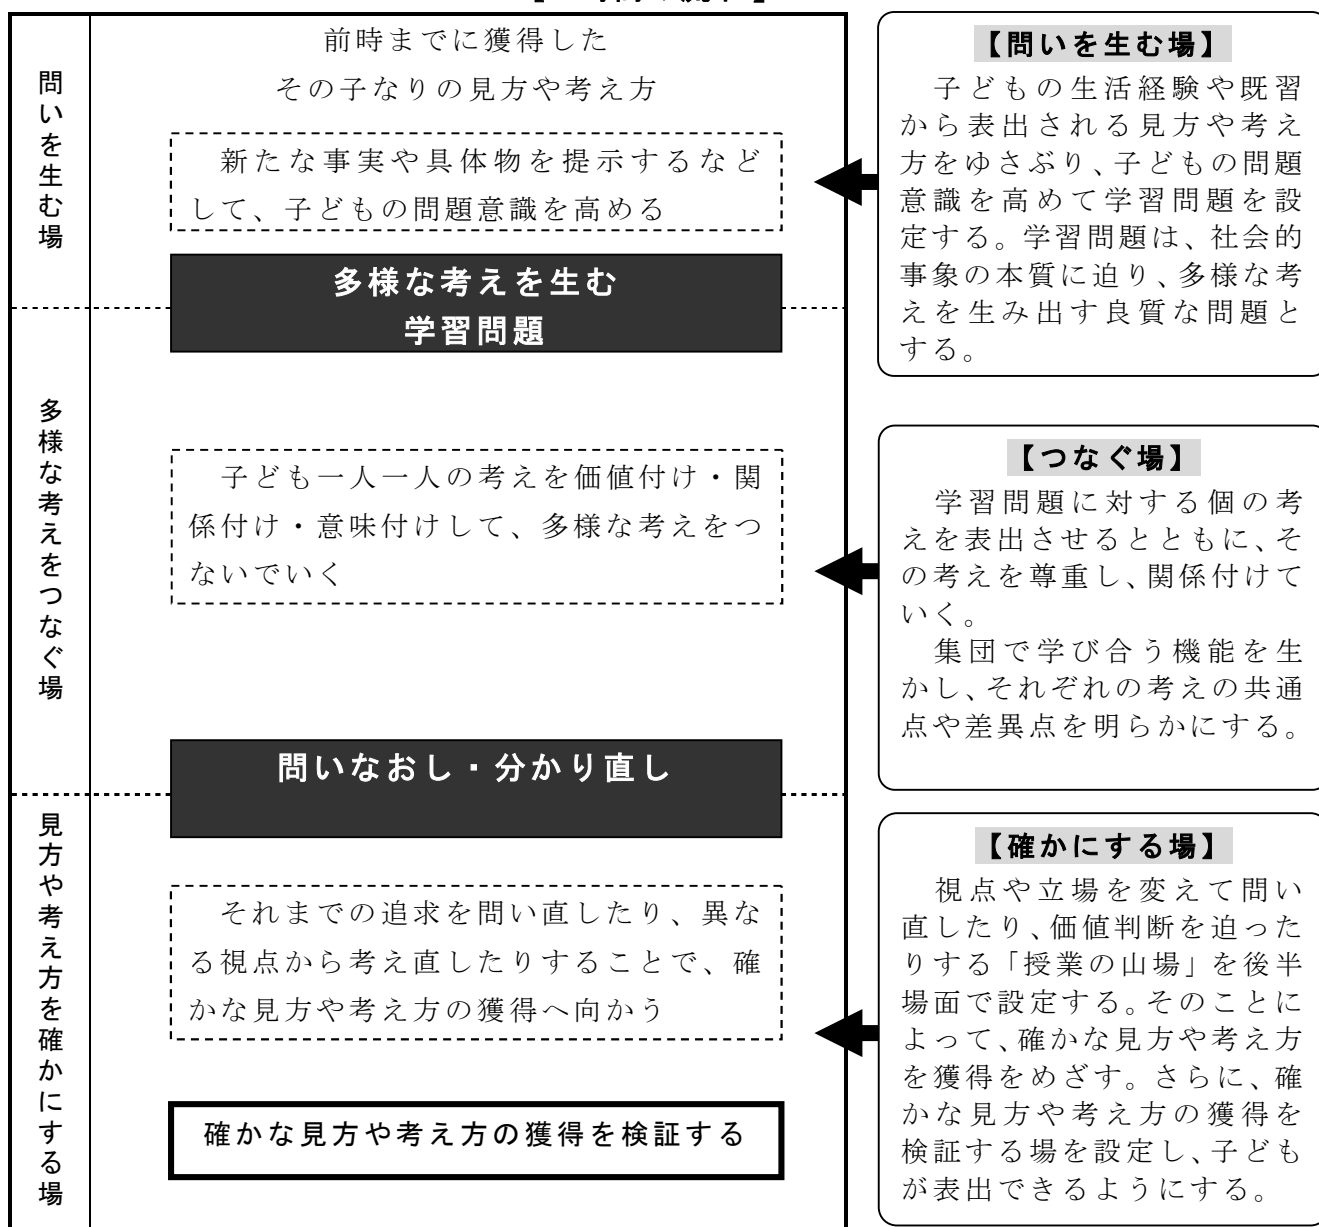 問いを生む場
前時までに獲得した
その子なりの見方や考え方
新たな事実や具体物を提示するなど
して、子どもの問題意識を高める
多様な考えを生む
学習問題
【問いを生む場】
子どもの生活経験や既習
から表出される見方や考え
方をゆさぶり、子どもの問題
意識を高めて学習問題を設
定する。学習問題は、社会的
事象の本質に迫り、多様な考
えを生み出す良質な問題と
する。
多様な考えをつなぐ場
子ども一人一人の考えを価値付け・関
係付け・意味付けして、多様な考えをつ
ないでいく
【つなぐ場】
学習問題に対する個の考
えを表出させるとともに、そ
の考えを尊重し、関係付けて
いく。
集団で学び合う機能を生
かし、それぞれの考えの共通
点や差異点を明らかにする。
問いなおし・分かり直し
見方や考え方を確かにする場
それまでの追求を問い直したり、異な
る視点から考え直したりすることで、確
かな見方や考え方の獲得へ向かう
確かな見方や考え方の獲得を検証する
【確かにする場】
視点や立場を変えて問い
直したり、価値判断を迫った
りする「授業の山場」を後半
場面で設定する。そのことに
よって、確かな見方や考え方
を獲得をめざす。さらに、確
かな見方や考え方の獲得を
検証する場を設定し、子ども
が表出できるようにする。